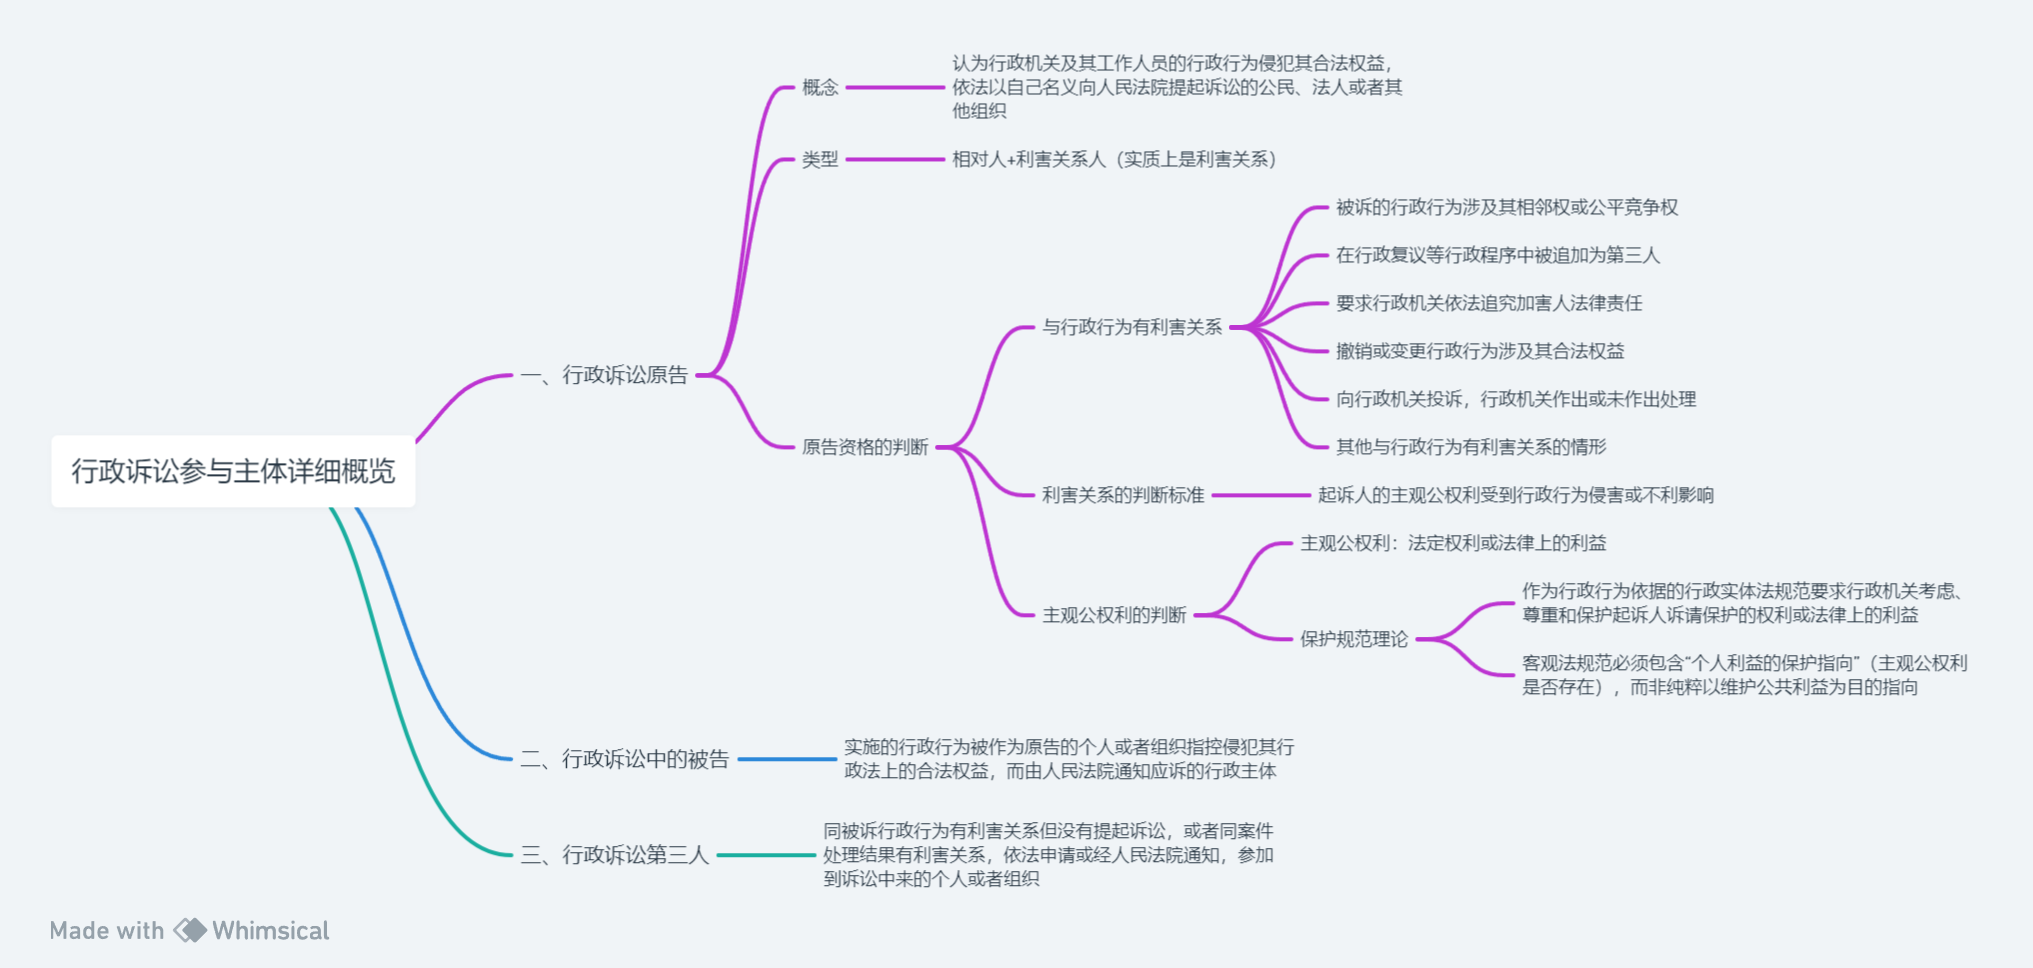 行政诉讼参与主体详细概览
一、行政诉讼原告
概念
认为行政机关及其工作人员的行政行为侵犯其合法权益，
依法以自己名义向人民法院提起诉讼的公民、法人或者其
他组织
类型
相对人+利害关系人（实质上是利害关系）
原告资格的判断
与行政行为有利害关系
被诉的行政行为涉及其相邻权或公平竞争权
在行政复议等行政程序中被追加为第三人
要求行政机关依法追究加害人法律责任
撤销或变更行政行为涉及其合法权益
向行政机关投诉，行政机关作出或未作出处理
其他与行政行为有利害关系的情形
利害关系的判断标准
起诉人的主观公权利受到行政行为侵害或不利影响
主观公权利的判断
主观公权利：法定权利或法律上的利益
保护规范理论
作为行政行为依据的行政实体法规范要求行政机关考虑、
尊重和保护起诉人诉请保护的权利或法律上的利益
客观法规范必须包含“个人利益的保护指向”（主观公权利
是否存在），而非纯粹以维护公共利益为目的指向
二、行政诉讼中的被告
实施的行政行为被作为原告的个人或者组织指控侵犯其行
政法上的合法权益，而由人民法院通知应诉的行政主体
三、行政诉讼第三人
同被诉行政行为有利害关系但没有提起诉讼，或者同案件
处理结果有利害关系，依法申请或经人民法院通知，参加
到诉讼中来的个人或者组织
Made with Whimsical